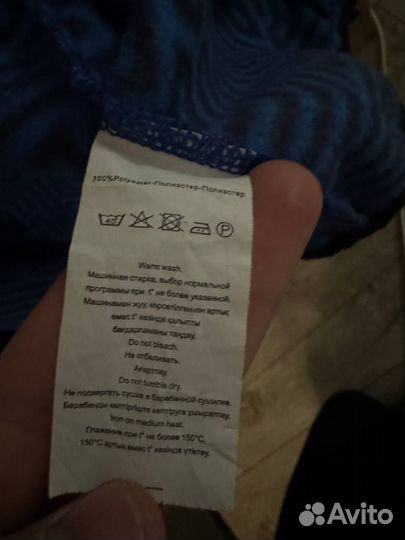 100%Polyester-Полиэстер-Полиэстер
40
P
Warm wash.
Машинная стирка, выбор нормальной
программы при t° не более указанной.
Машинамен жуу, көрсетілгеннен артық
емес t° кезінде қалыпты
бағдарламаны таңдау.
Do not bleach.
Не отбеливать.
Ағартпау.
Do not tumble dry.
Не подвергать сушке в барабанной сушилке.
Барабанды кептіргіште кептіруге ұшыратпау.
Iron on medium heat.
Глажение при t° не более 150°C.
150°C артық емес t° кезінде үтіктеу.
Avito